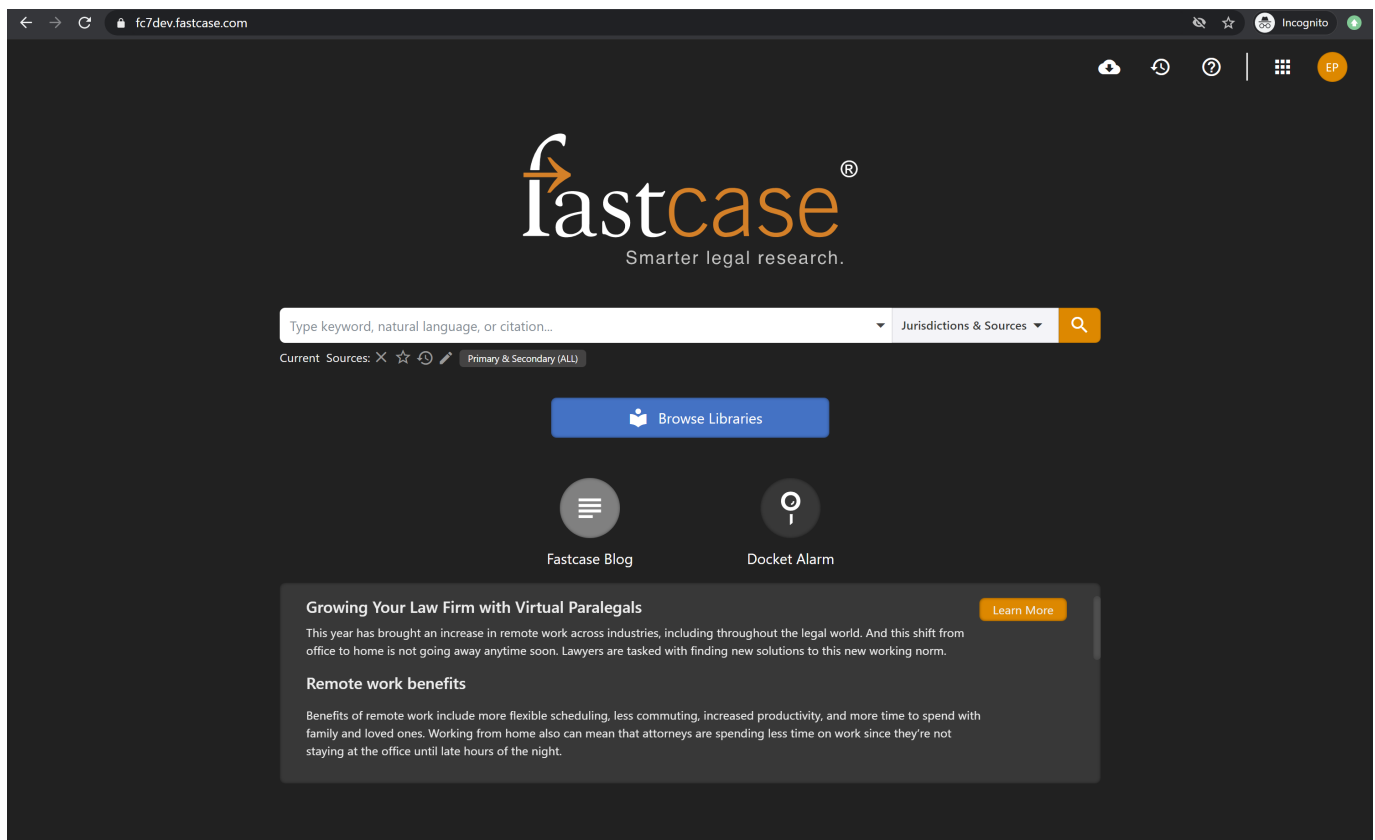 fc7dev.fastcase.com
Incognito
EP
fastcase®
Smarter legal research.
Type keyword, natural language, or citation...
Jurisdictions & Sources
Current Sources:
Primary & Secondary (ALL)
Browse Libraries
Fastcase Blog
Docket Alarm
Growing Your Law Firm with Virtual Paralegals
Learn More
This year has brought an increase in remote work across industries, including throughout the legal world. And this shift from
office to home is not going away anytime soon. Lawyers are tasked with finding new solutions to this new working norm.
Remote work benefits
Benefits of remote work include more flexible scheduling, less commuting, increased productivity, and more time to spend with
family and loved ones. Working from home also can mean that attorneys are spending less time on work since they're not
staying at the office until late hours of the night.